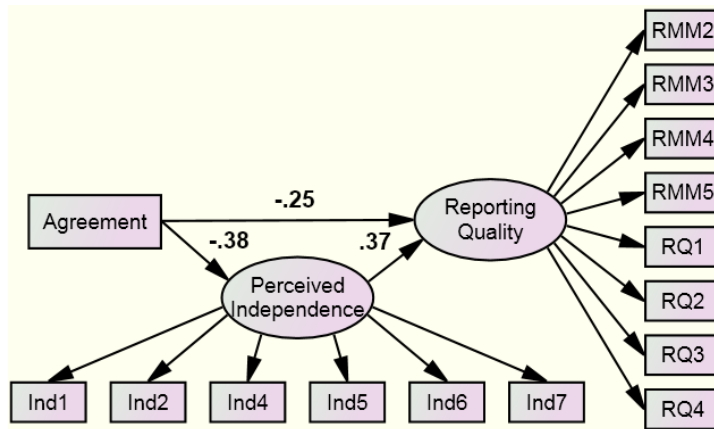 RMM2
RMM3
RMM4
RMM5
-.25
Agreement
Reporting
Quality
-.38
.37
RQ1
Perceived
Independence
RQ2
RQ3
Ind1
Ind2
Ind4
Ind5
Ind6
Ind7
RQ4